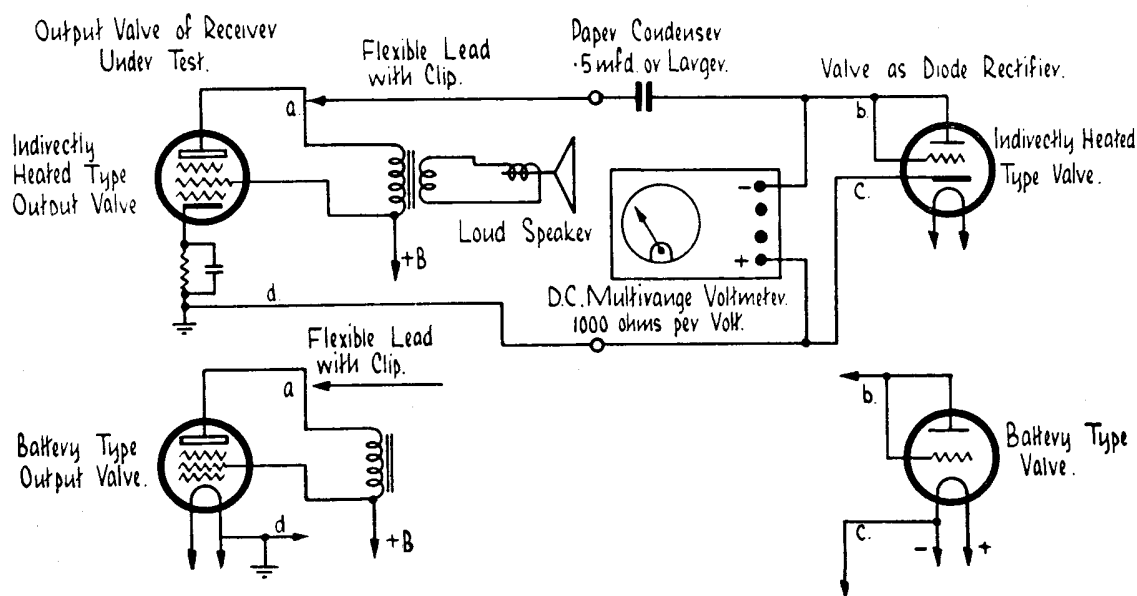 Output Valve of Receiver
Under Test.
Flexible Lead
with Clip.
Paper Condenser
.5 mfd. or Larger.
Valve as Diode Rectifier.
a.
b.
Indirectly
Heated Type
Output Valve
Indirectly Heated
Type Valve.
-
C.
Loud Speaker
+B
+
d.
D.C. Multirange Voltmeter.
1000 ohms per Volt.
Flexible Lead
with Clip.
a
b.
Battery Type
Output Valve.
Battery Type
Valve.
d
+B
C.
-
+